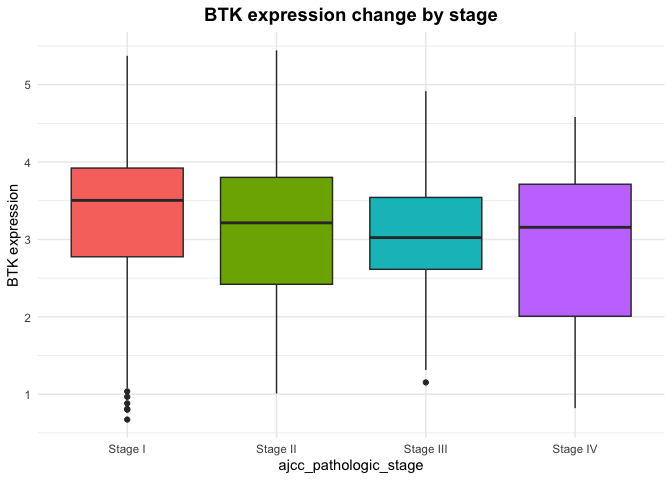 BTK expression change by stage
BTK expression
5
4
3
2
1
Stage I
Stage II
Stage III
Stage IV
ajcc_pathologic_stage